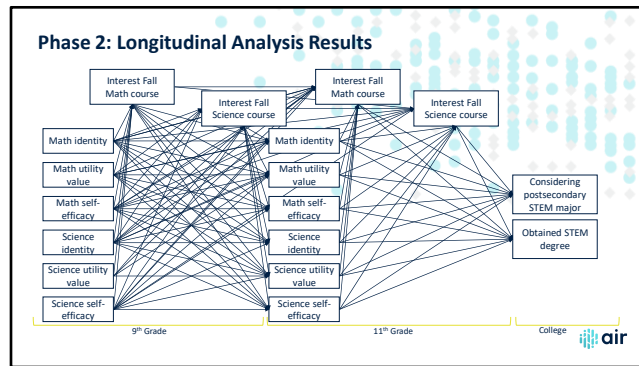 Phase 2: Longitudinal Analysis Results
Interest Fall
Math course
Interest Fall
Science course
Interest Fall
Math course
Interest Fall
Science course
Math identity
Math utility
value
Math self-
efficacy
Science
identity
Science utility
value
Science self-
efficacy
Math identity
Math utility
value
Math self-
efficacy
Science
identity
Science utility
value
Science self-
efficacy
Considering
postsecondary
STEM major
Obtained STEM
degree
9th Grade
11th Grade
College
air